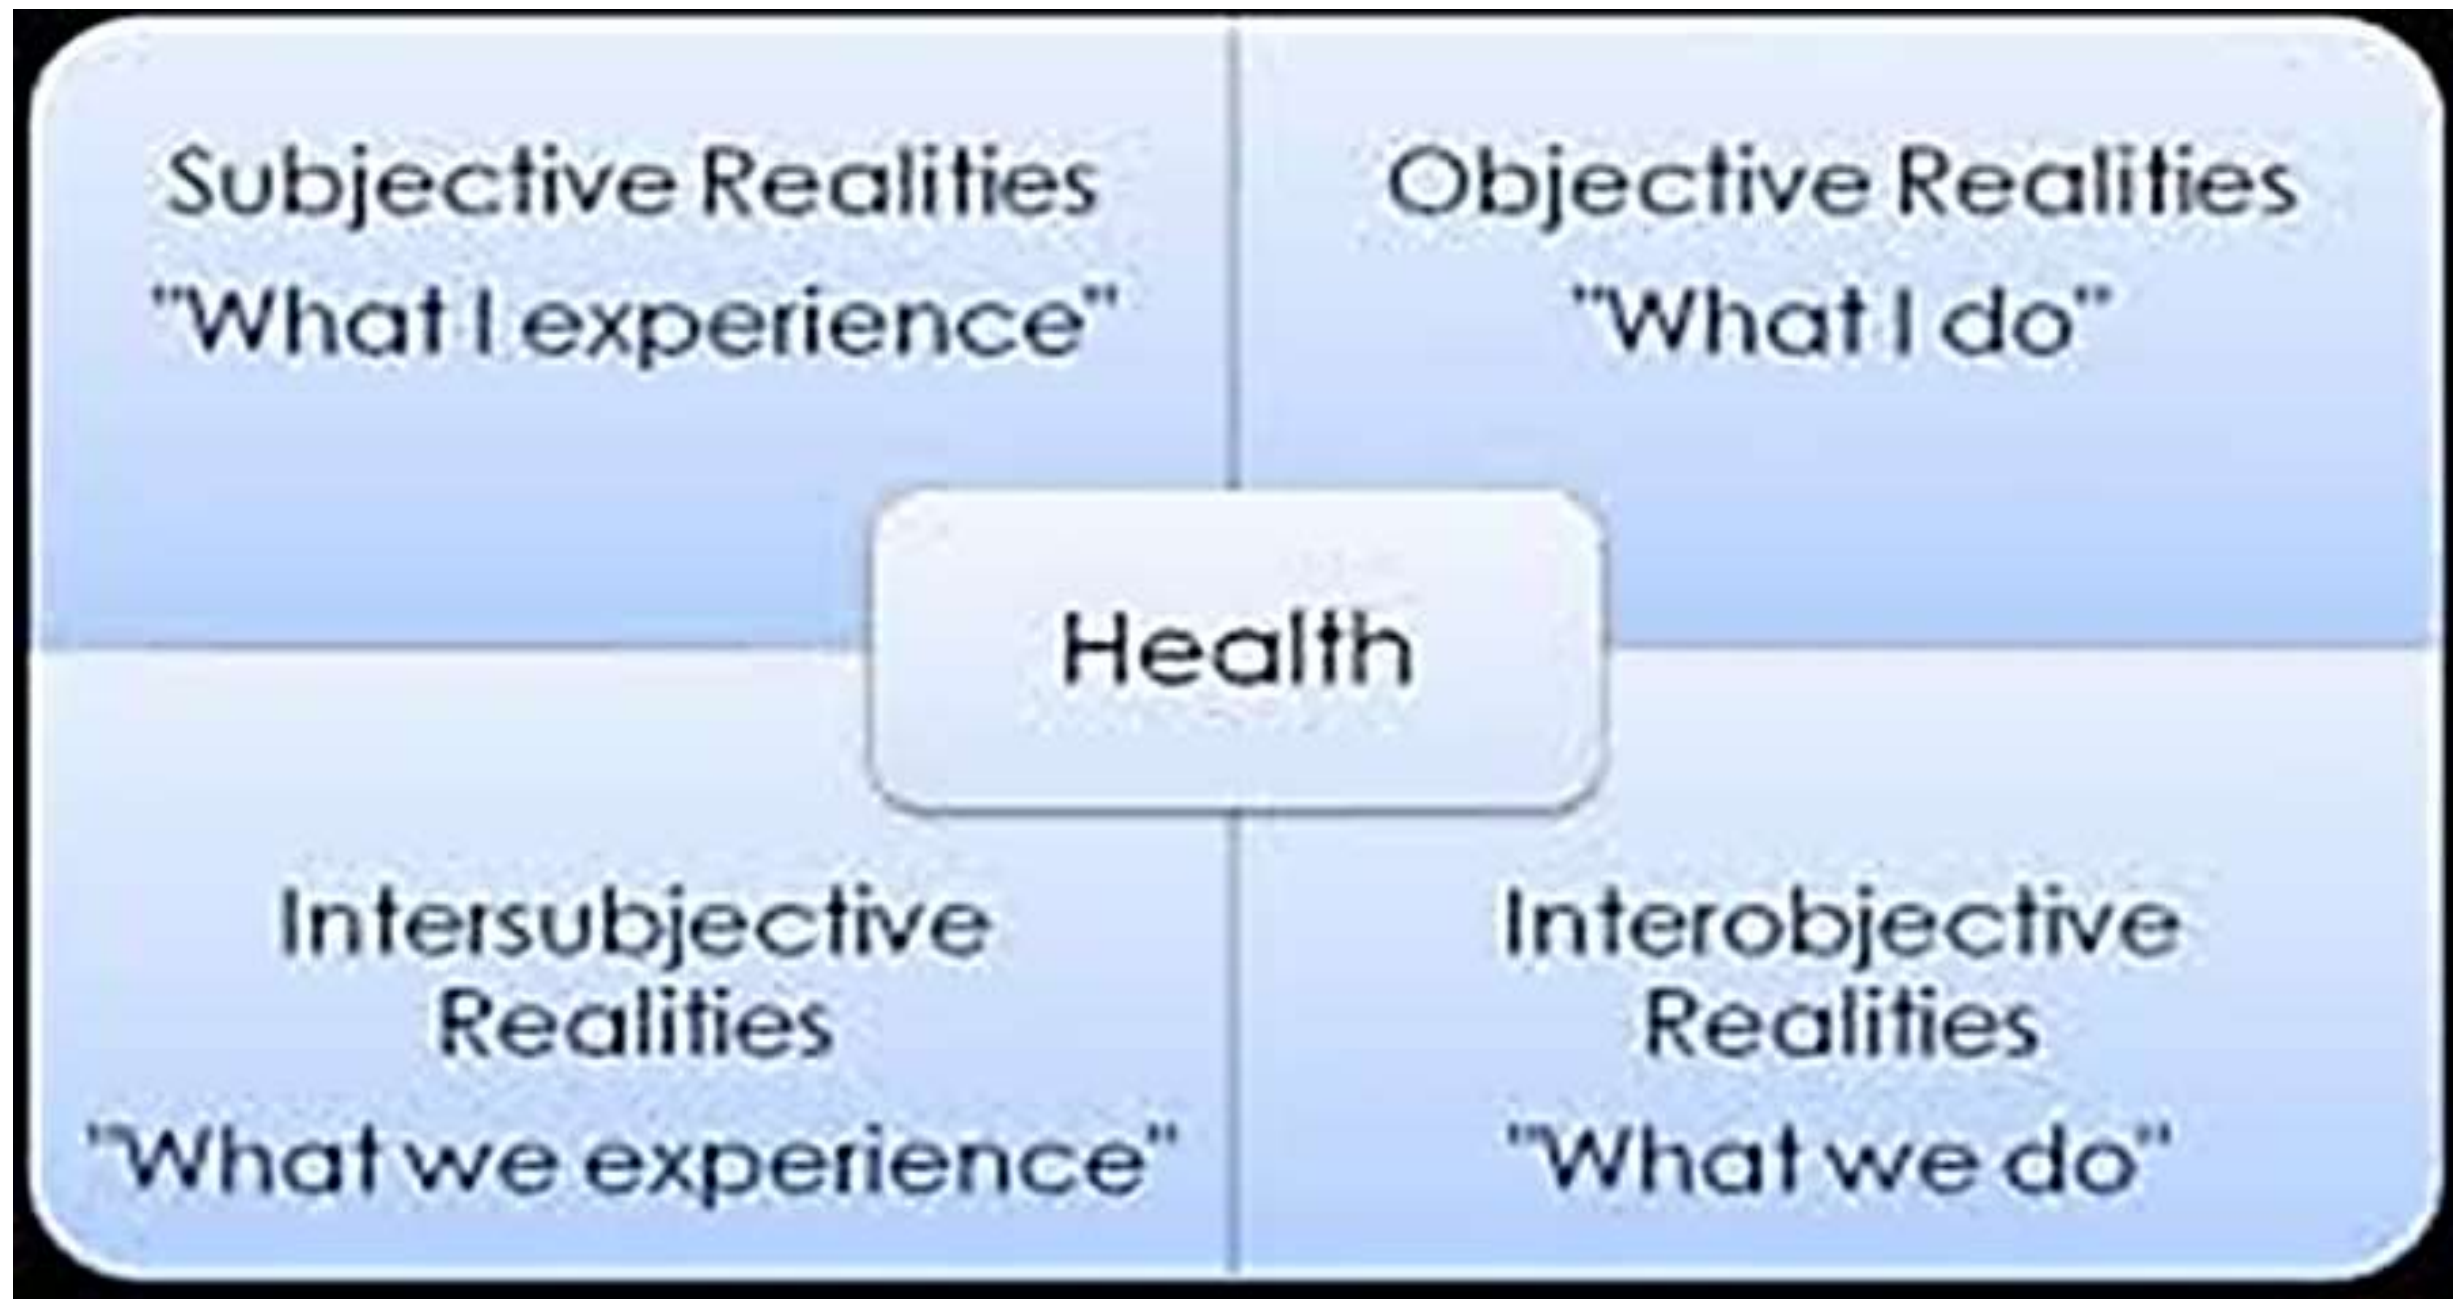 Subjective Realities
"What I experience"
Objective Realities
"What I do"
Health
Intersubjective
Realities
"What we experience"
Interobjective
Realities
"What we do"